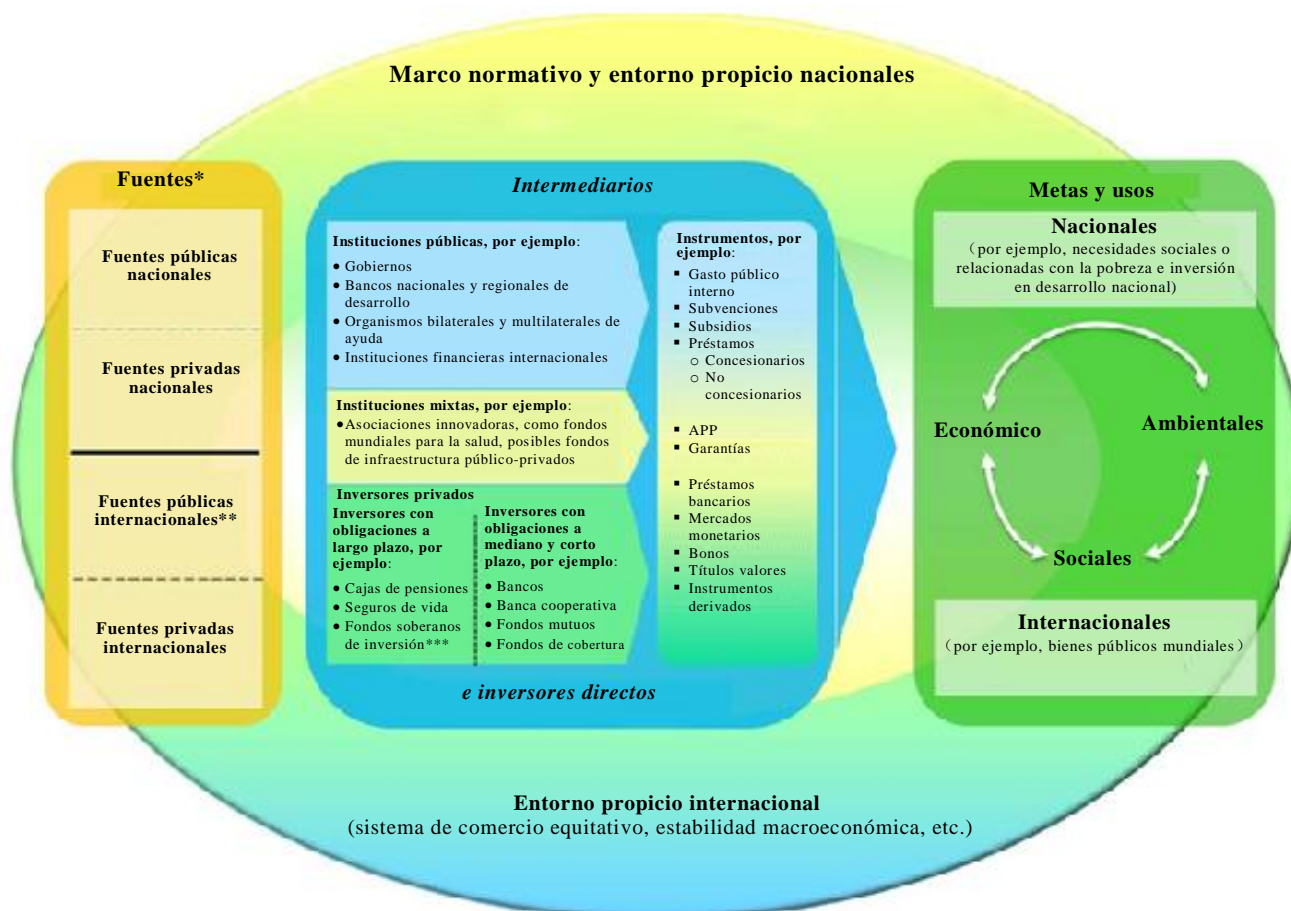 Marco normativo y entorno propicio nacionales
Fuentes*
Fuentes públicas
nacionales
Fuentes privadas
nacionales
Fuentes públicas
internacionales**
Fuentes privadas
internacionales
Intermediarios
Instituciones públicas, por ejemplo:
• Gobiernos
• Bancos nacionales y regionales de
desarrollo
• Organismos bilaterales y multilaterales de
ayuda
• Instituciones financieras internacionales
Instituciones mixtas, por ejemplo:
• Asociaciones innovadoras, como fondos
mundiales para la salud, posibles fondos
de infraestructura público-privados
Inversores privados
Inversores con
obligaciones a
largo plazo, por
ejemplo:
• Cajas de pensiones
• Seguros de vida
• Fondos soberanos
de inversión***
Inversores con
obligaciones a
mediano y corto
plazo, por ejemplo:
• Bancos
• Banca cooperativa
• Fondos mutuos
• Fondos de cobertura
Instrumentos, por
ejemplo:
▪ Gasto público
interno
▪ Subvenciones
▪ Subsidios
▪ Préstamos
o Concesionarios
o No
concesionarios
▪ APP
▪ Garantías
▪ Préstamos
bancarios
▪ Mercados
monetarios
▪ Bonos
▪ Títulos valores
▪ Instrumentos
derivados
e inversores directos
Metas y usos
Nacionales
(por ejemplo, necesidades sociales o
relacionadas con la pobreza e inversión
en desarrollo nacional)
Económico
Ambientales
Sociales
Internacionales
(por ejemplo, bienes públicos mundiales)
Entorno propicio internacional
(sistema de comercio equitativo, estabilidad macroeconómica, etc.)